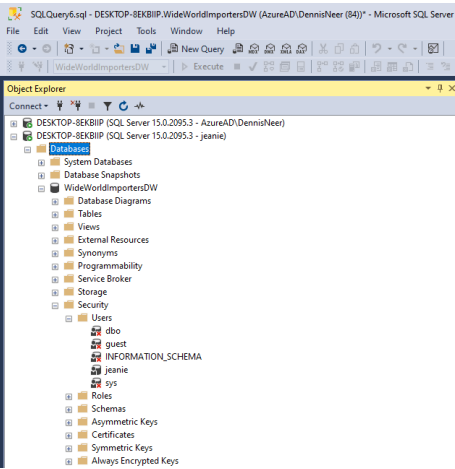 SQLQuery6.sql - DESKTOP-8EKBIIP.WideWorldImportersDW (AzureAD\DennisNeer (84))* - Microsoft SQL Server
File Edit View Project Tools Window Help
New Query MDX DMX XMLA DAX
WideWorldImportersDW Execute
Object Explorer
Connect
DESKTOP-8EKBIIP (SQL Server 15.0.2095.3 - AzureAD\DennisNeer)
DESKTOP-8EKBIIP (SQL Server 15.0.2095.3 - jeanie)
Databases
System Databases
Database Snapshots
WideWorldImportersDW
Database Diagrams
Tables
Views
External Resources
Synonyms
Programmability
Service Broker
Storage
Security
Users
dbo
guest
INFORMATION_SCHEMA
jeanie
sys
Roles
Schemas
Asymmetric Keys
Certificates
Symmetric Keys
Always Encrypted Keys